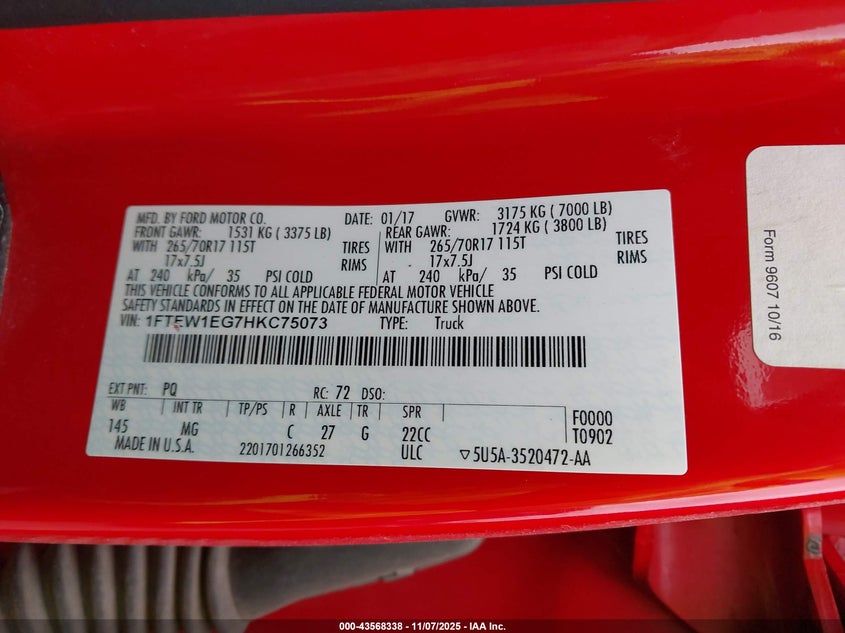 MFD. BY FORD MOTOR CO. DATE: 01/17 GVWR: 3175 KG ( 7000 LB)
FRONT GAWR: 1531 KG ( 3375 LB) REAR GAWR: 1724 KG ( 3800 LB)
WITH 265/70R17 115T TIRES WITH 265/70R17 115T TIRES
17x7.5J RIMS 17x7.5J RIMS
AT 240 kPa/ 35 PSI COLD AT 240 kPa/ 35 PSI COLD
THIS VEHICLE CONFORMS TO ALL APPLICABLE FEDERAL MOTOR VEHICLE
SAFETY STANDARDS IN EFFECT ON THE DATE OF MANUFACTURE SHOWN ABOVE.
VIN: 1FTEW1EG7HKC75073 TYPE: Truck
EXT PNT: PQ RC: 72 DSO:
WB INT TR TP/PS R AXLE TR SPR F0000
145 MG C 27 G 22CC T0902
MADE IN U.S.A. 2201701266352 ULC ▽5U5A-3520472-AA
Form 9607 10/16
000-43568338 - 11/07/2025 - IAA Inc.